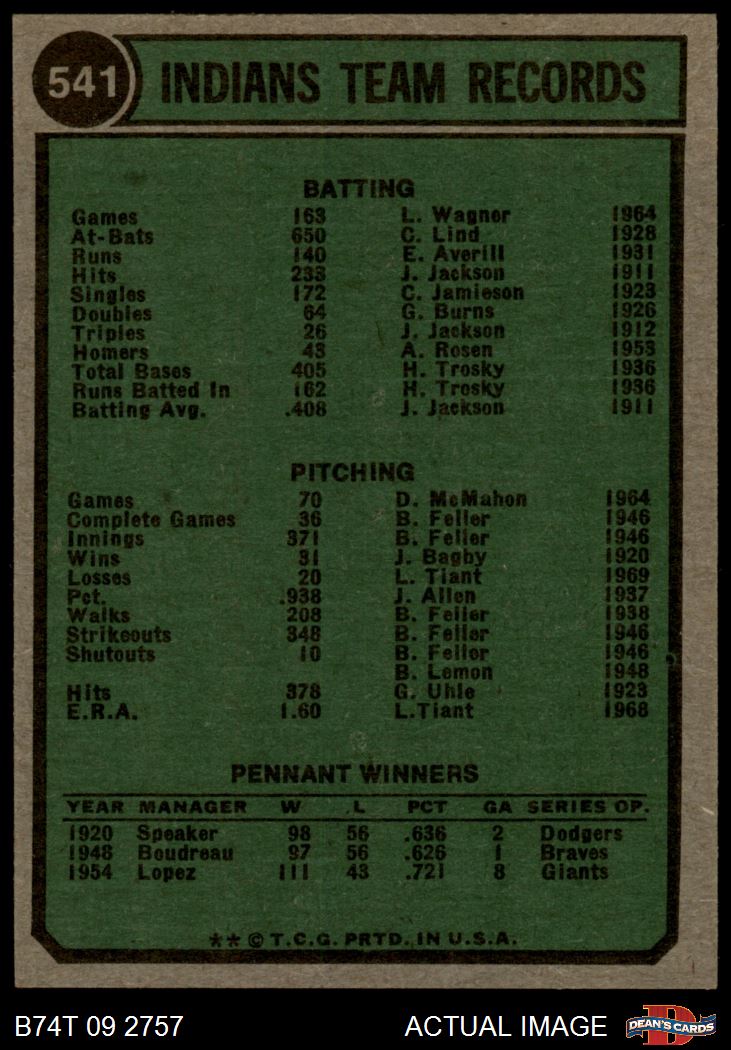 541 INDIANS TEAM RECORDS
BATTING
Games 163 L. Wagner 1964
At-Bats 650 C. Lind 1928
Runs 140 E. Averill 1931
Hits 233 J. Jackson 1911
Singles 172 C. Jamieson 1923
Doubles 64 G. Burns 1926
Triples 26 J. Jackson 1912
Homers 43 A. Rosen 1953
Total Bases 405 H. Trosky 1936
Runs Batted In 162 H. Trosky 1936
Batting Avg. .408 J. Jackson 1911
PITCHING
Games 70 D. McMahon 1964
Complete Games 36 B. Feller 1946
Innings 371 B. Feller 1946
Wins 31 J. Bagby 1920
Losses 20 L. Tiant 1969
Pct. .938 J. Allen 1937
Walks 208 B. Feller 1938
Strikeouts 348 B. Feller 1946
Shutouts 10 B. Feller 1946
B. Lemon 1948
Hits 378 G. Uhle 1923
E.R.A. 1.60 L.Tiant 1968
PENNANT WINNERS
YEAR MANAGER W L PCT GA SERIES OP.
1920 Speaker 98 56 .636 2 Dodgers
1948 Boudreau 97 56 .626 1 Braves
1954 Lopez 111 43 .721 8 Giants
** © T.C.G. PRTD. IN U.S.A.
B74T 09 2757 ACTUAL IMAGE DEAN'S CARDS